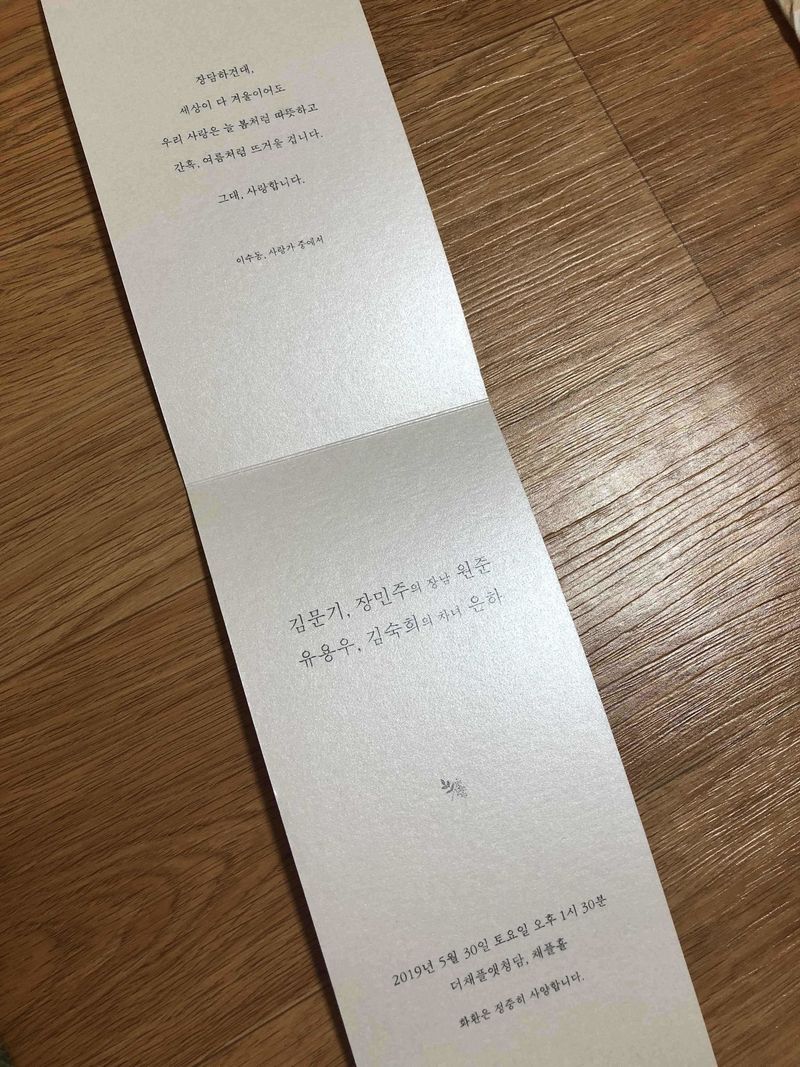 장담하건대,
세상이 다 겨울이어도
우리 사랑은 늘 봄처럼 따뜻하고
간혹, 여름처럼 뜨거울 겁니다.
그대, 사랑합니다.
이수동, 사랑가 중에서
김문기, 장민주의 장남 원준
유용우, 김숙희의 차녀 은하
2019년 5월 30일 토요일 오후 1시 30분
더채플앳청담, 채플홀
화환은 정중히 사양합니다.